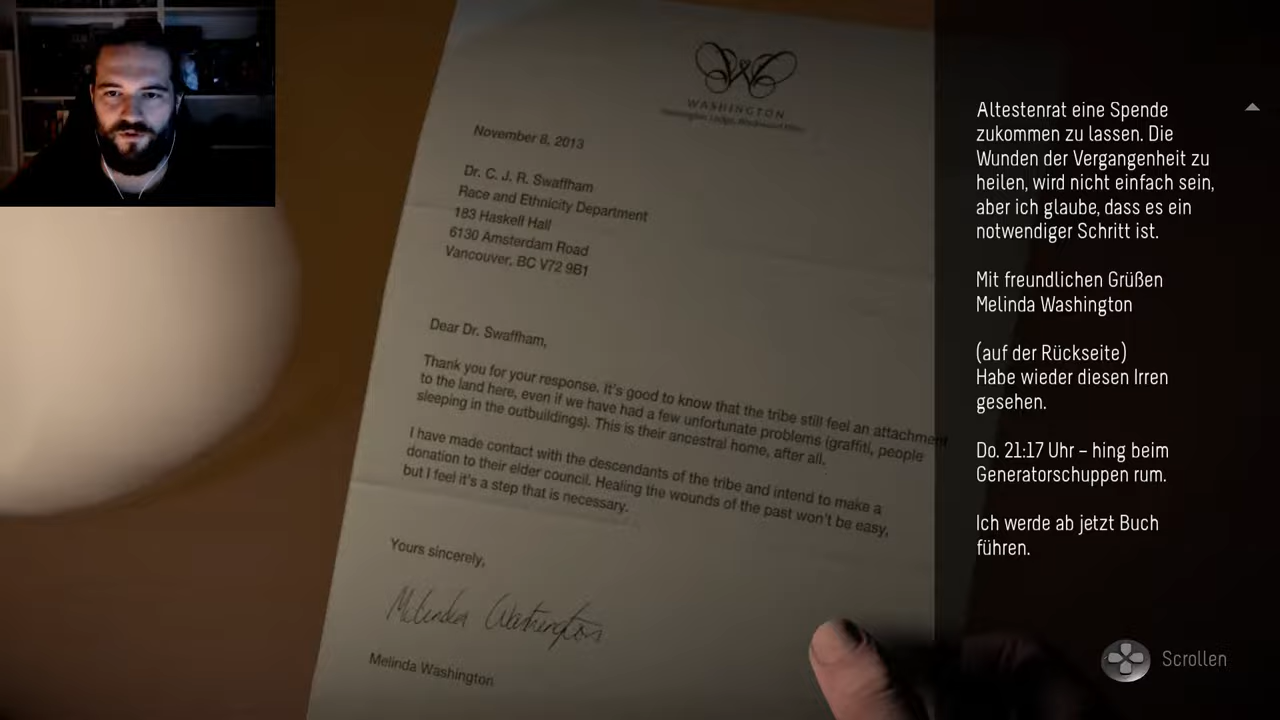 W
WASHINGTON
November 8, 2013
Dr. C. J. R. Swaffham
Race and Ethnicity Department
183 Haskell Hall
6130 Amsterdam Road
Vancouver, BC V72 9B1
Dear Dr. Swaffham,
Thank you for your response. It's good to know that the tribe still feel an attachment
to the land here, even if we have had a few unfortunate problems (graffiti, people
sleeping in the outbuildings). This is their ancestral home, after all.
I have made contact with the descendants of the tribe and intend to make a
donation to their elder council. Healing the wounds of the past won't be easy,
but I feel it's a step that is necessary.
Yours sincerely,
Melinda Washington
Melinda Washington
Altestenrat eine Spende
zukommen zu lassen. Die
Wunden der Vergangenheit zu
heilen, wird nicht einfach sein,
aber ich glaube, dass es ein
notwendiger Schritt ist.
Mit freundlichen Grüßen
Melinda Washington
(auf der Rückseite)
Habe wieder diesen Irren
gesehen.
Do. 21:17 Uhr – hing beim
Generatorschuppen rum.
Ich werde ab jetzt Buch
führen.
Scrollen